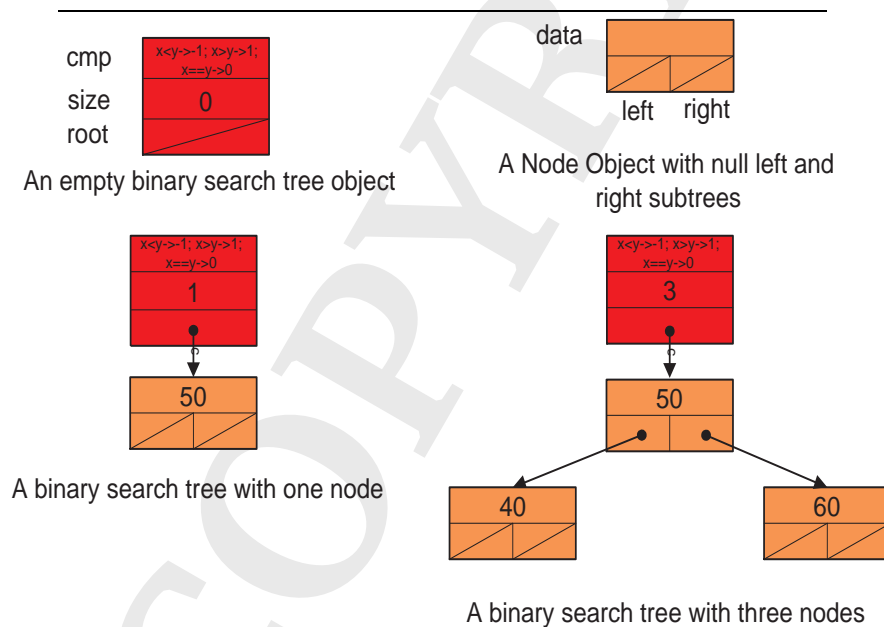 cmp
x<y->-1; x>y->1;
x==y->0
size
0
root
An empty binary search tree object
data
left right
A Node Object with null left and
right subtrees
x<y->-1; x>y->1;
x==y->0
1
c
50
A binary search tree with one node
x<y->-1; x>y->1;
x==y->0
3
c
50
40
60
A binary search tree with three nodes
COPYR